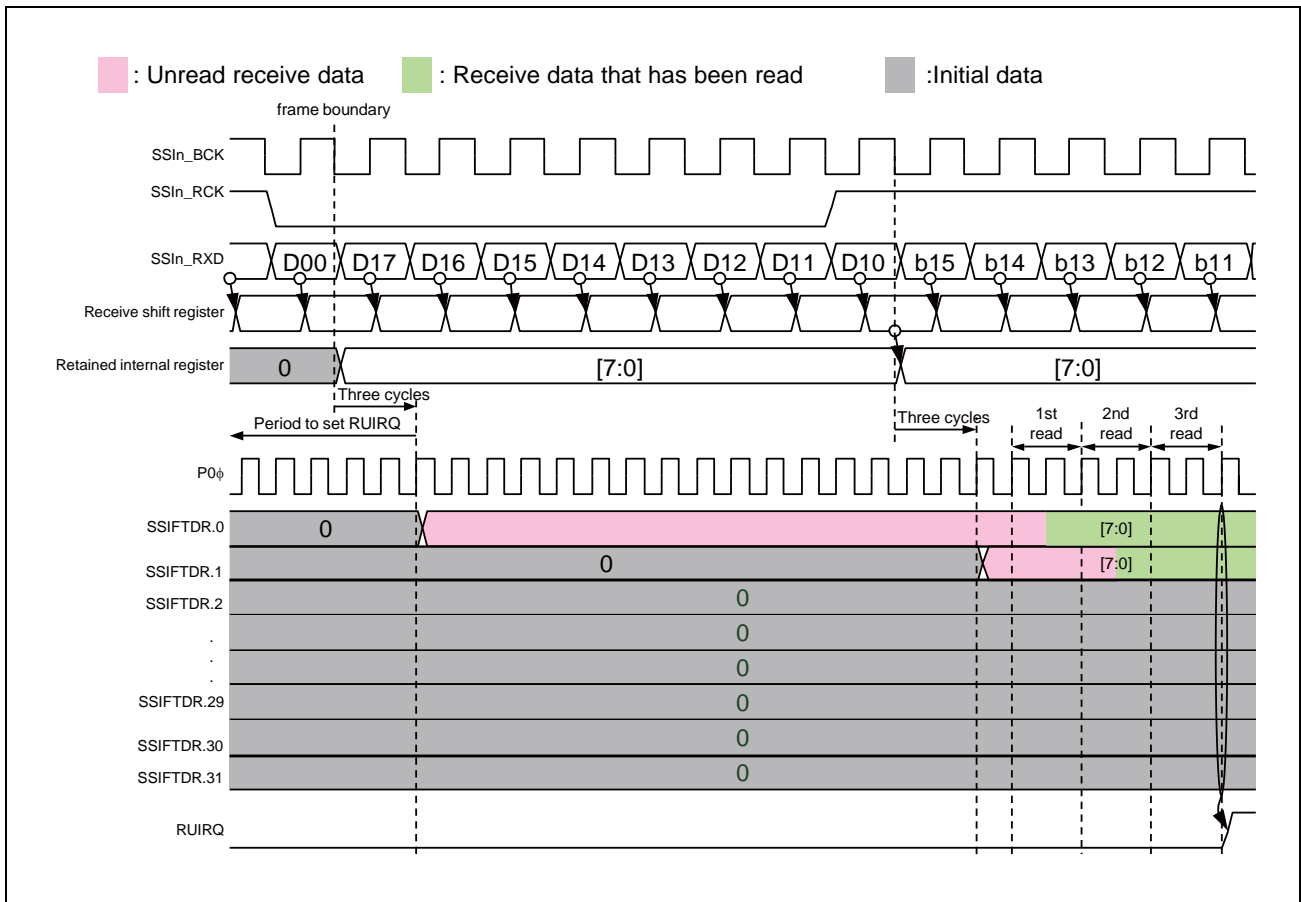 : Unread receive data : Receive data that has been read :Initial data
frame boundary
SSIn_BCK
SSIn_RCK
SSIn_RXD D00 D17 D16 D15 D14 D13 D12 D11 D10 b15 b14 b13 b12 b11
Receive shift register
Retained internal register 0 [7:0] [7:0]
Three cycles
Period to set RUIRQ
Three cycles
1st read
2nd read
3rd read
P0ϕ
SSIFTDR.0 0 [7:0]
SSIFTDR.1 0 [7:0]
SSIFTDR.2 0
. 0
. 0
.
SSIFTDR.29 0
SSIFTDR.30 0
SSIFTDR.31 0
RUIRQ